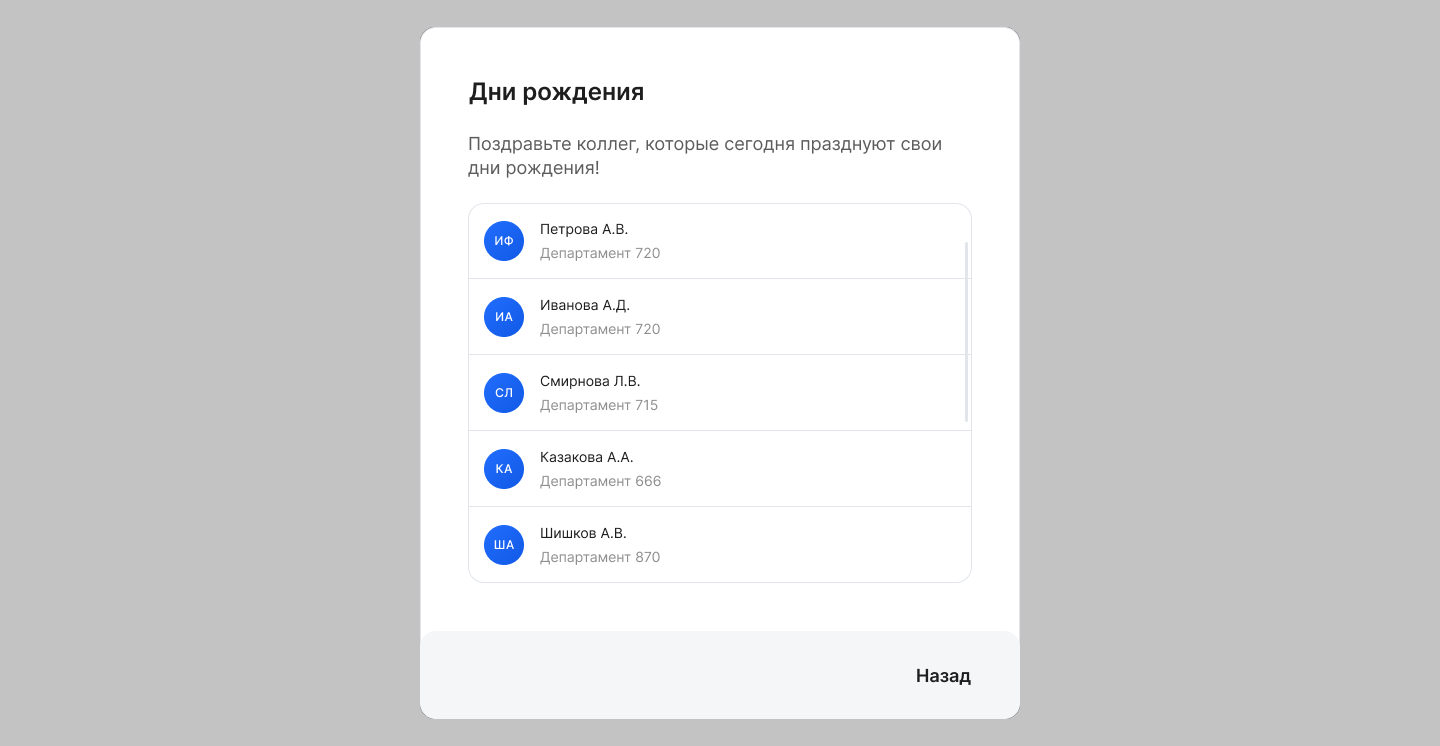 Дни рождения
Поздравьте коллег, которые сегодня празднуют свои
дни рождения!
ИФ
Петрова А.В.
Департамент 720
ИА
Иванова А.Д.
Департамент 720
СЛ
Смирнова Л.В.
Департамент 715
КА
Казакова А.А.
Департамент 666
ША
Шишков А.В.
Департамент 870
Назад